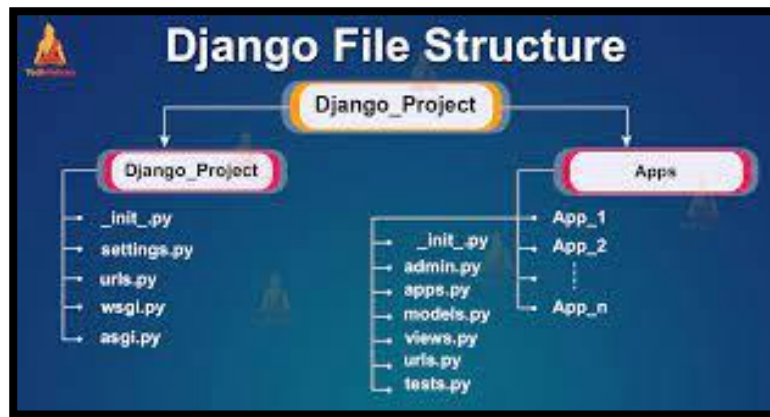 Django File Structure
Django_Project
Django_Project
_init_.py
settings.py
urls.py
wsgi.py
asgi.py
Apps
App_1
App_2
App_n
_init_.py
admin.py
apps.py
models.py
views.py
urls.py
tests.py